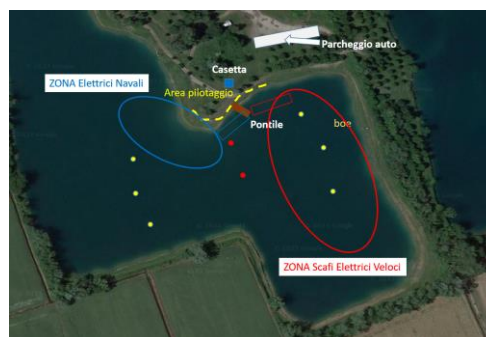 Parcheggio auto
Casetta
ZONA Elettrici Navali
Area pilotaggio
boe
Pontile
ZONA Scafi Elettrici Veloci